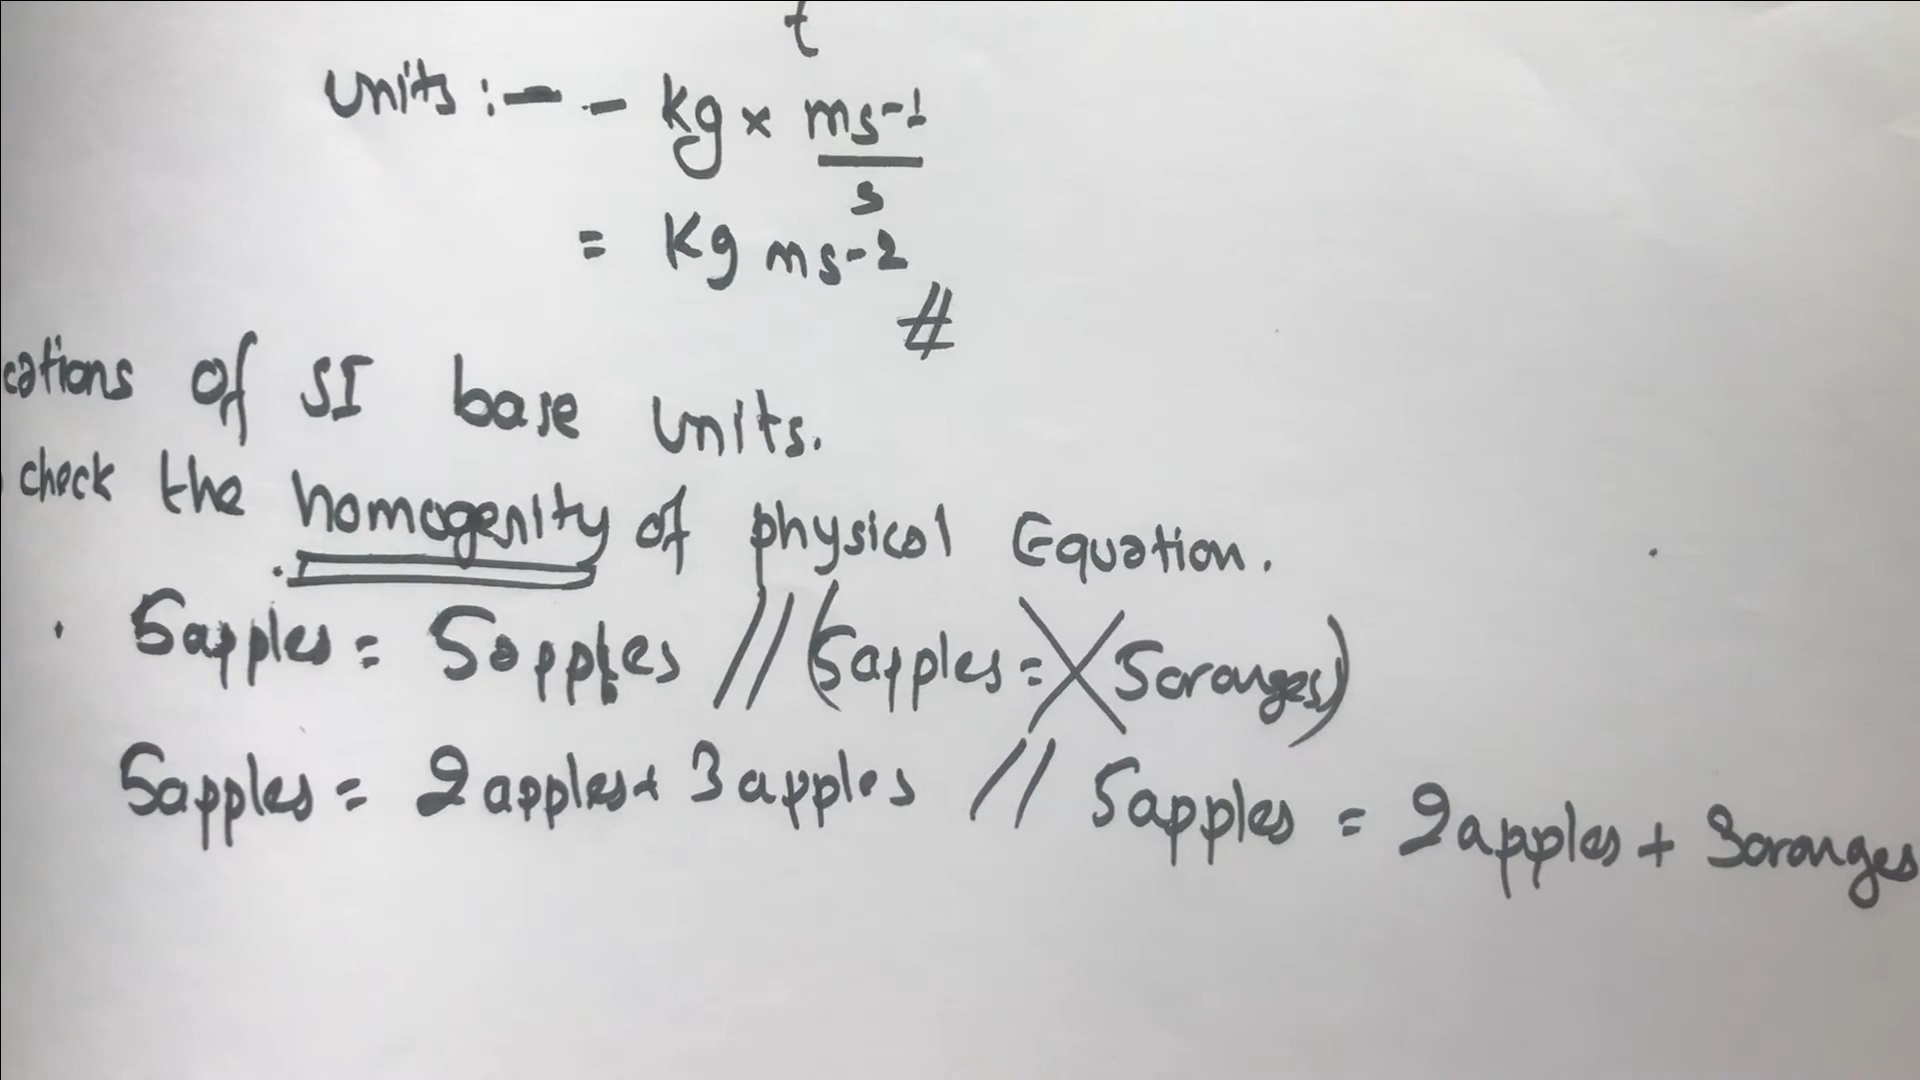 t
units :- - kg × ms-1
s
= Kg ms-2
#
cations of SI base units.
check the homogenity of physical Equation.
5apples = 5apples // (5apples = 5oranges)
5apples = 2apples + 3apples // 5apples = 2apples + 3oranges